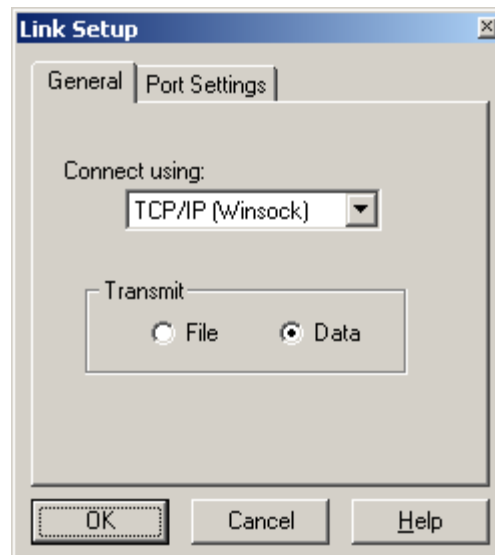 Link Setup
General Port Settings
Connect using:
TCP/IP (Winsock)
Transmit
File Data
OK Cancel Help